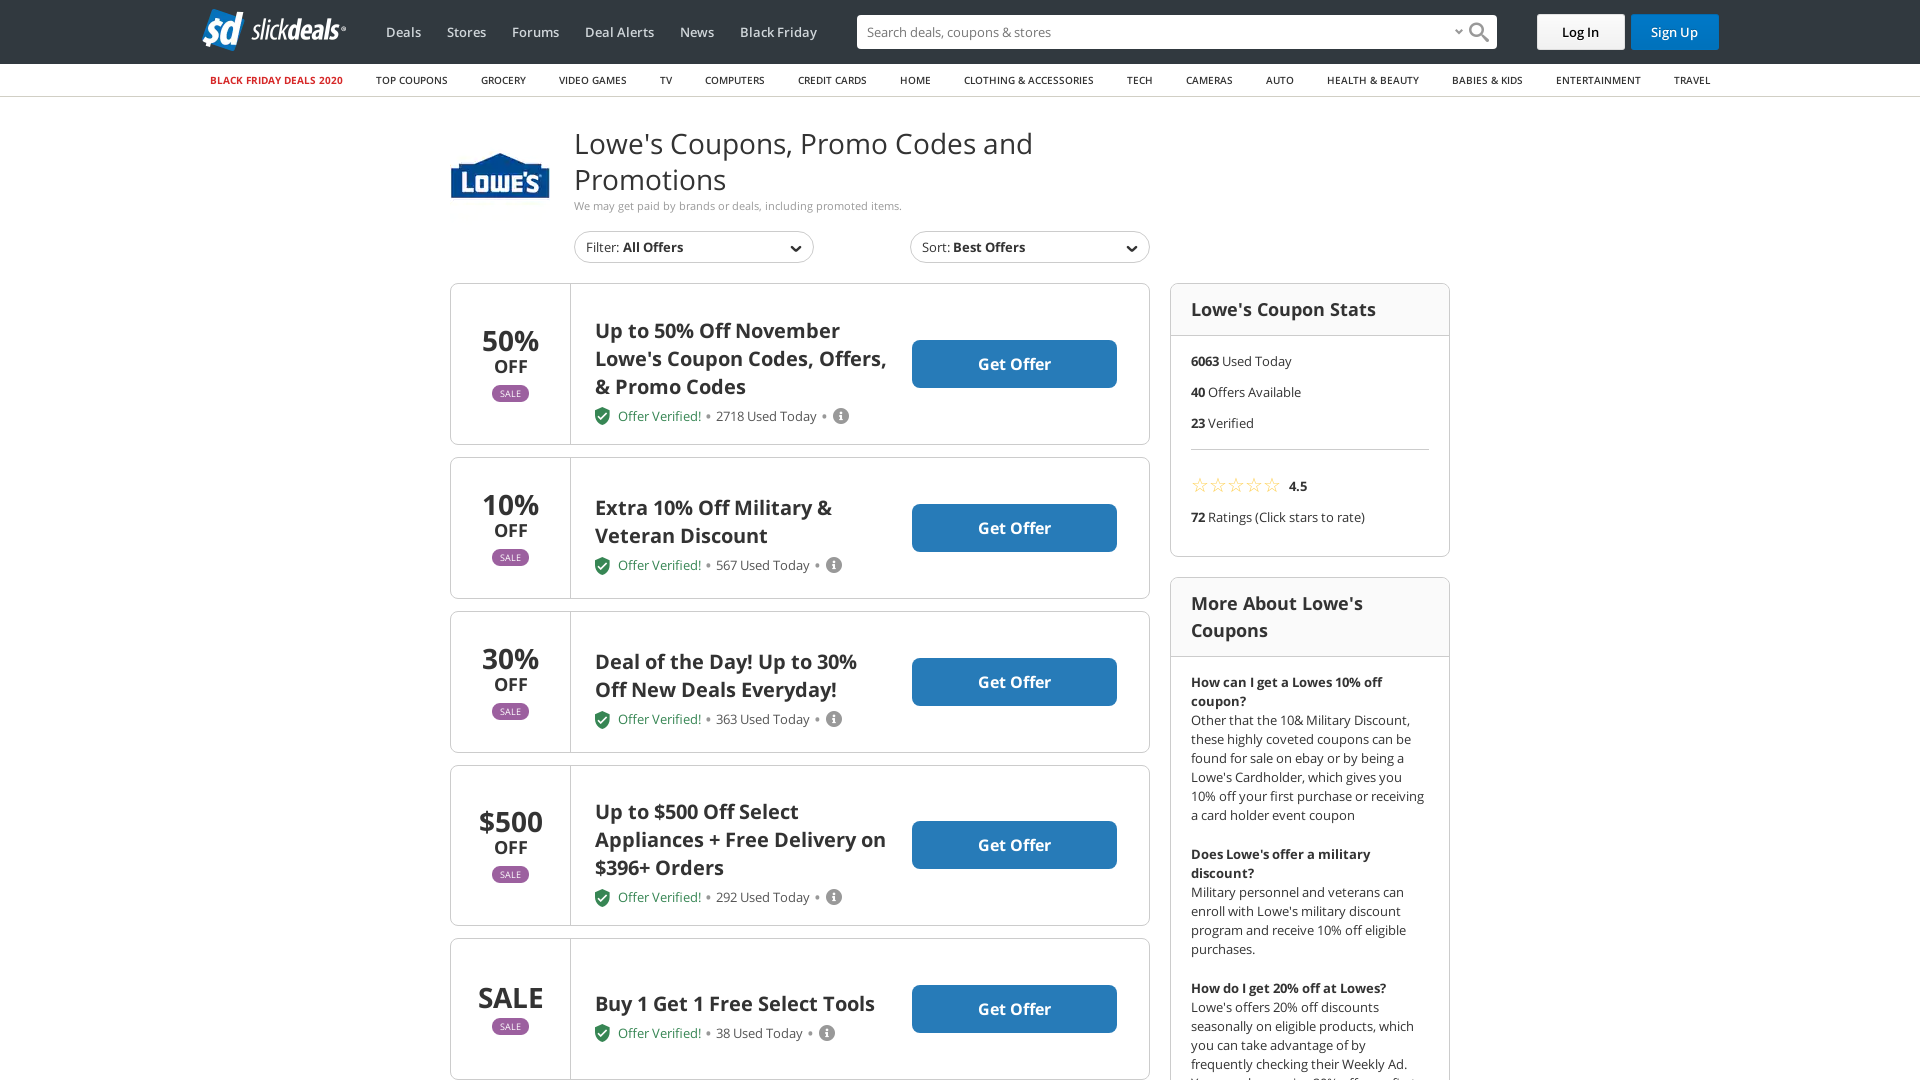 sd slickdeals
Deals Stores Forums Deal Alerts News Black Friday
Search deals, coupons & stores
Log In Sign Up
BLACK FRIDAY DEALS 2020 TOP COUPONS GROCERY VIDEO GAMES TV COMPUTERS CREDIT CARDS HOME CLOTHING & ACCESSORIES TECH CAMERAS AUTO HEALTH & BEAUTY BABIES & KIDS ENTERTAINMENT TRAVEL
LOWE'S
Lowe's Coupons, Promo Codes and
Promotions
We may get paid by brands or deals, including promoted items.
Filter: All Offers
Sort: Best Offers
50%
OFF
SALE
Up to 50% Off November
Lowe's Coupon Codes, Offers,
& Promo Codes
Offer Verified! • 2718 Used Today •
Get Offer
10%
OFF
SALE
Extra 10% Off Military &
Veteran Discount
Offer Verified! • 567 Used Today •
Get Offer
30%
OFF
SALE
Deal of the Day! Up to 30%
Off New Deals Everyday!
Offer Verified! • 363 Used Today •
Get Offer
$500
OFF
SALE
Up to $500 Off Select
Appliances + Free Delivery on
$396+ Orders
Offer Verified! • 292 Used Today •
Get Offer
SALE
SALE
Buy 1 Get 1 Free Select Tools
Offer Verified! • 38 Used Today •
Get Offer
Lowe's Coupon Stats
6063 Used Today
40 Offers Available
23 Verified
☆☆☆☆☆ 4.5
72 Ratings (Click stars to rate)
More About Lowe's
Coupons
How can I get a Lowes 10% off
coupon?
Other that the 10& Military Discount,
these highly coveted coupons can be
found for sale on ebay or by being a
Lowe's Cardholder, which gives you
10% off your first purchase or receiving
a card holder event coupon
Does Lowe's offer a military
discount?
Military personnel and veterans can
enroll with Lowe's military discount
program and receive 10% off eligible
purchases.
How do I get 20% off at Lowes?
Lowe's offers 20% off discounts
seasonally on eligible products, which
you can take advantage of by
frequently checking their Weekly Ad.